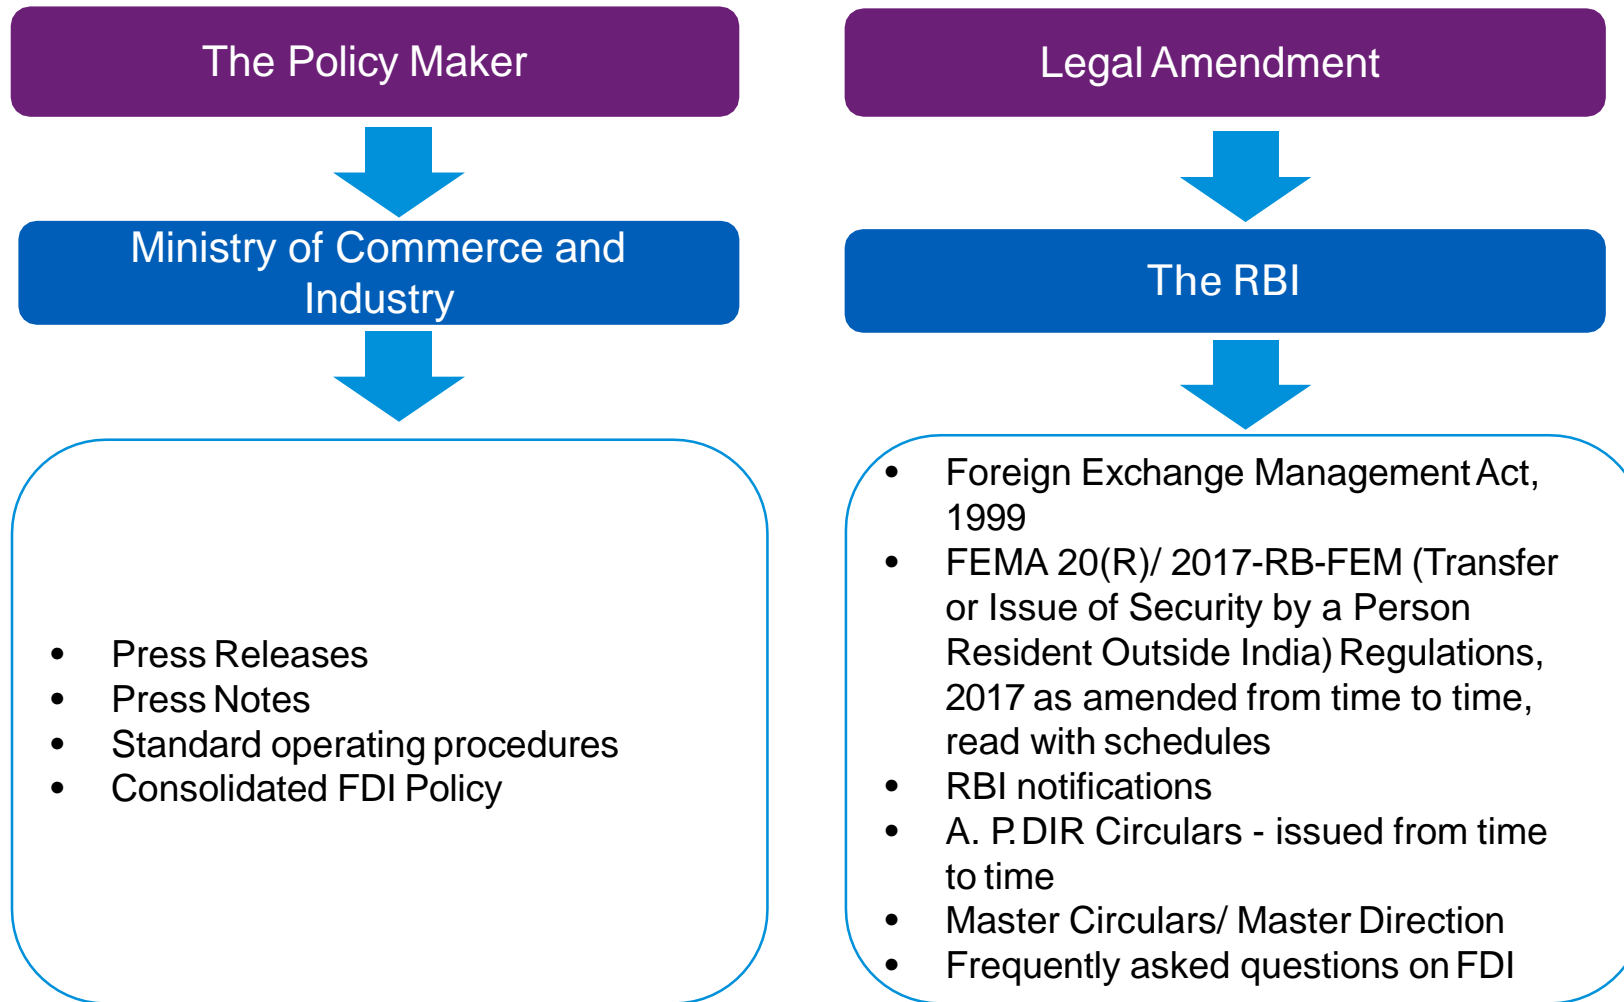 The Policy Maker
Ministry of Commerce and
Industry
• Press Releases
• Press Notes
• Standard operating procedures
• Consolidated FDI Policy
Legal Amendment
The RBI
• Foreign Exchange Management Act,
1999
• FEMA 20(R)/ 2017-RB-FEM (Transfer
or Issue of Security by a Person
Resident Outside India) Regulations,
2017 as amended from time to time,
read with schedules
• RBI notifications
• A. P.DIR Circulars - issued from time
to time
• Master Circulars/ Master Direction
• Frequently asked questions on FDI